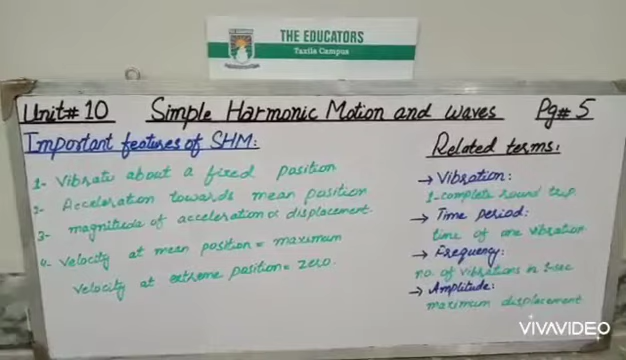 THE EDUCATORS
Taxila Campus
Unit# 10 Simple Harmonic Motion and waves Pg# 5
Important features of SHM:
1- Vibrate about a fixed position
2- Acceleration towards mean position
3- magnitude of acceleration ∝ displacement.
4- Velocity at mean position = maximum
Velocity at extreme position = zero.
Related terms:
→ Vibration:
1-complete round trip
→ Time period:
time of one vibration
→ Frequency:
no. of vibrations in 1-sec
→ Amplitude:
maximum displacement
VIVAVIDEO